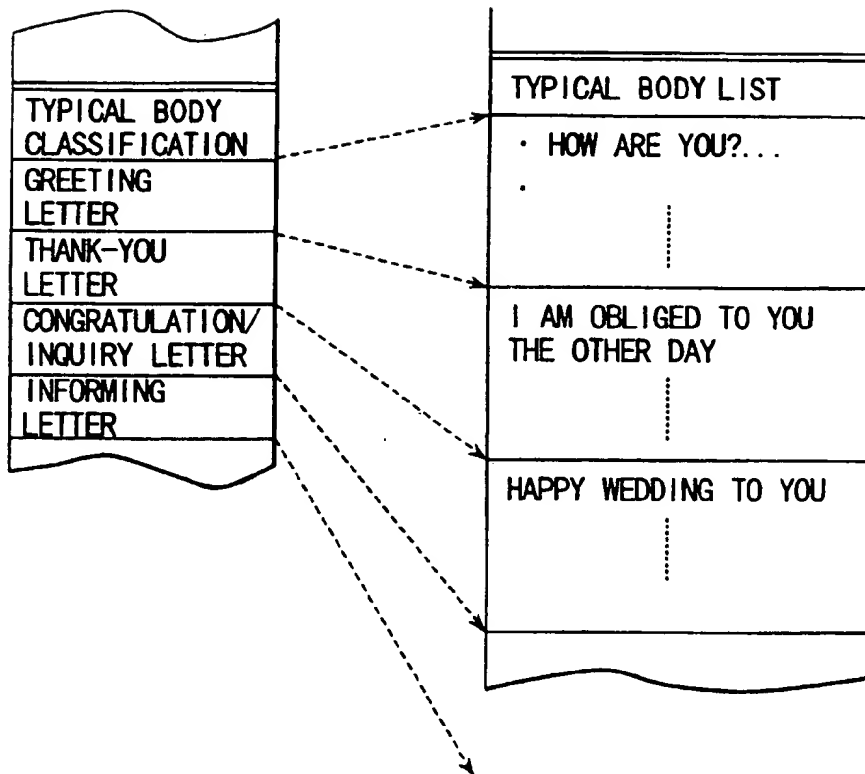 TYPICAL BODY
CLASSIFICATION
GREETING
LETTER
THANK-YOU
LETTER
CONGRATULATION/
INQUIRY LETTER
INFORMING
LETTER
TYPICAL BODY LIST
· HOW ARE YOU?...
·
I AM OBLIGED TO YOU
THE OTHER DAY
HAPPY WEDDING TO YOU